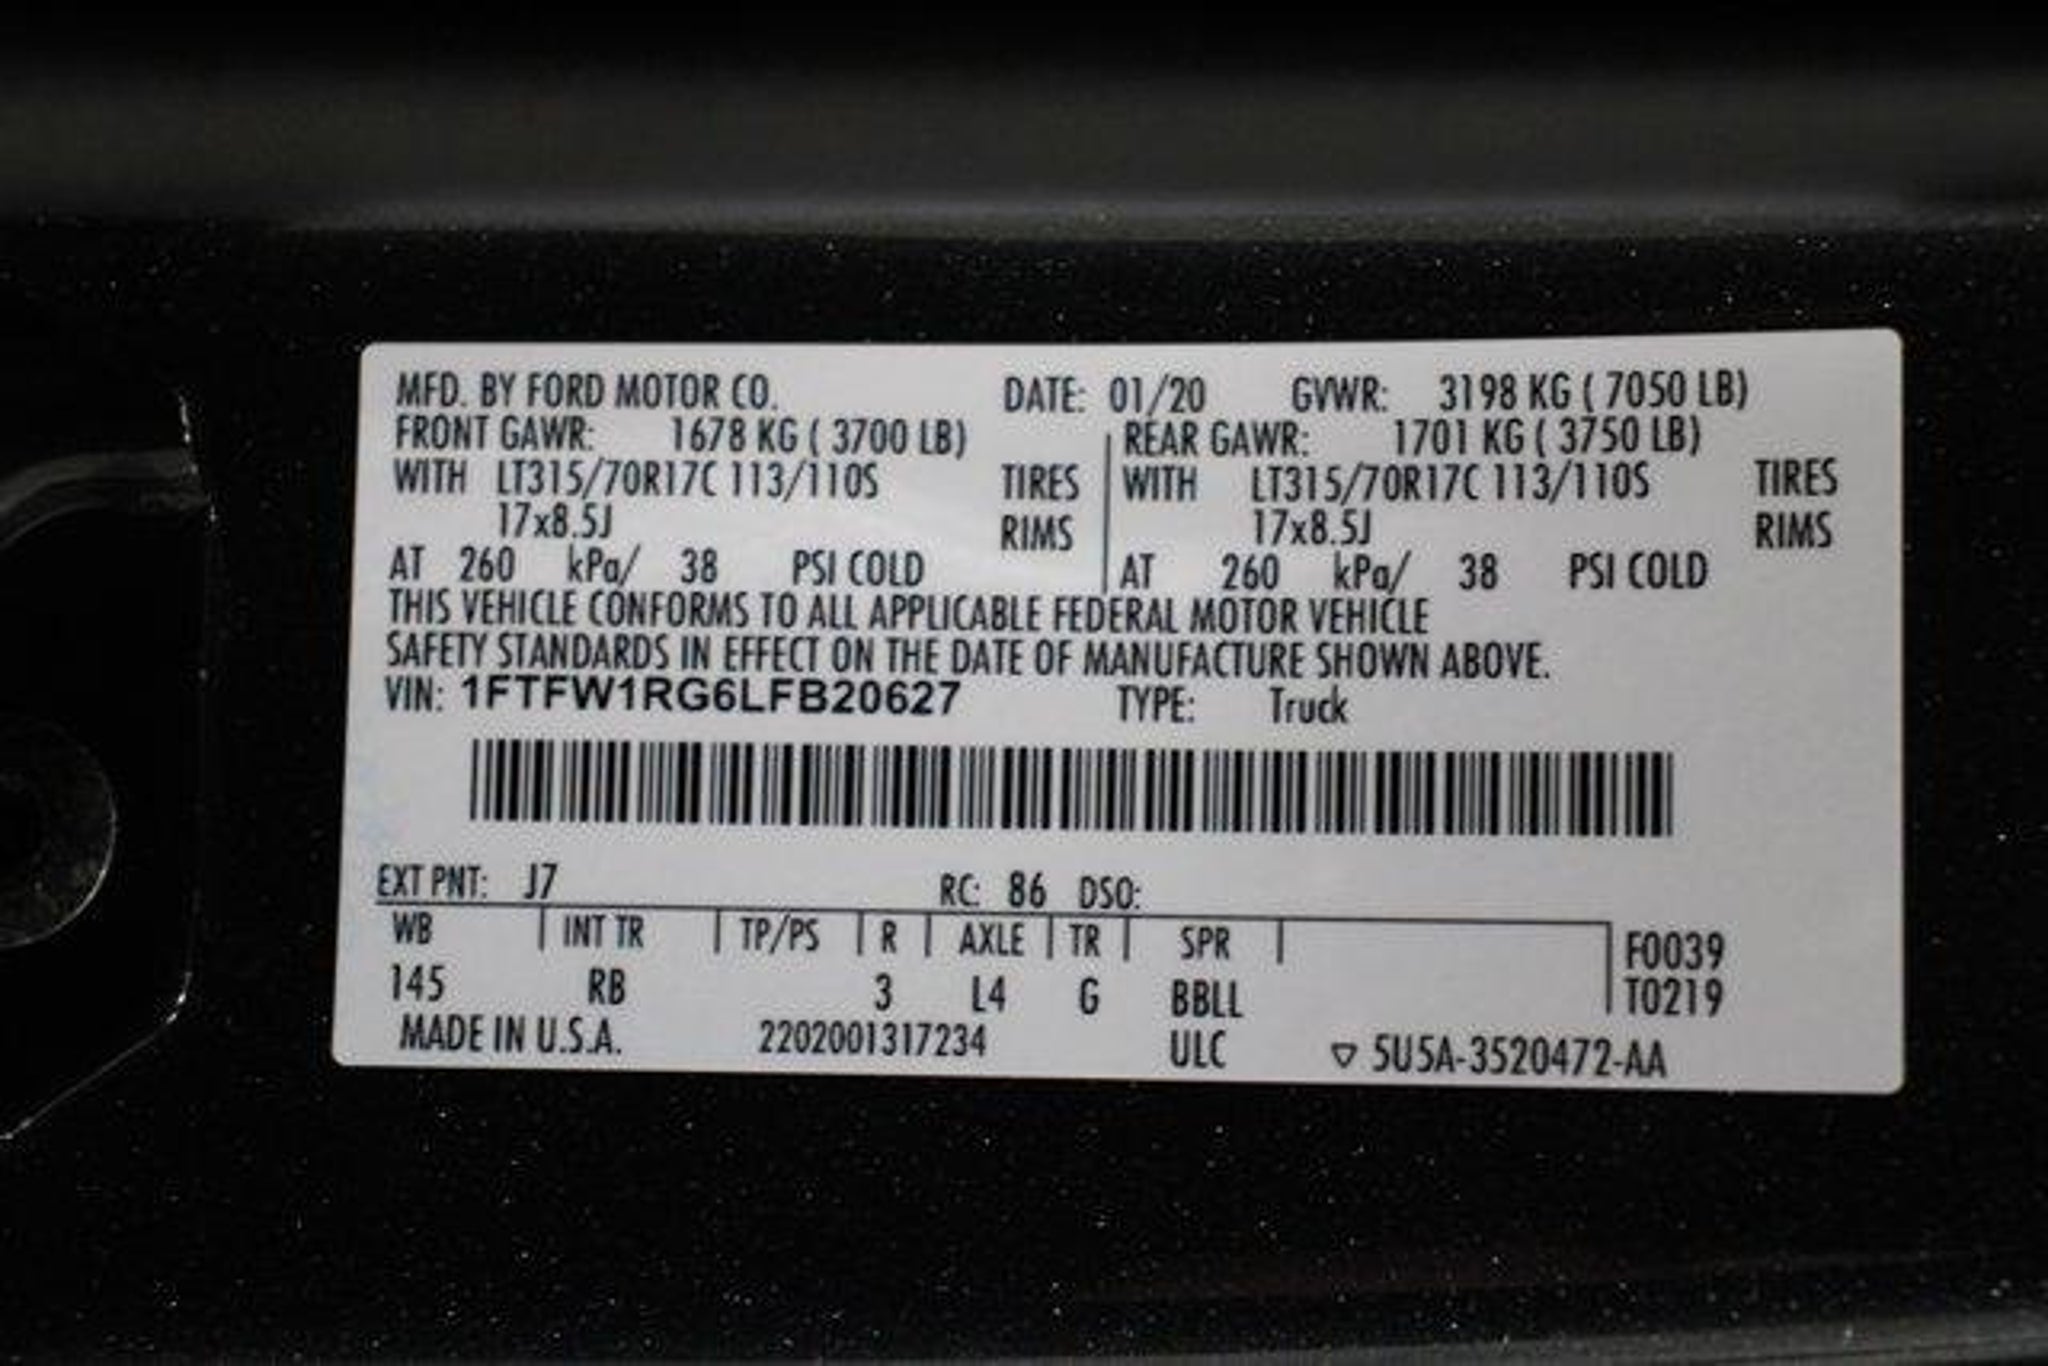 MFD. BY FORD MOTOR CO. DATE: 01/20 GVWR: 3198 KG ( 7050 LB)
FRONT GAWR: 1678 KG ( 3700 LB) REAR GAWR: 1701 KG ( 3750 LB)
WITH LT315/70R17C 113/110S TIRES WITH LT315/70R17C 113/110S TIRES
17x8.5J RIMS 17x8.5J RIMS
AT 260 kPa/ 38 PSI COLD AT 260 kPa/ 38 PSI COLD
THIS VEHICLE CONFORMS TO ALL APPLICABLE FEDERAL MOTOR VEHICLE
SAFETY STANDARDS IN EFFECT ON THE DATE OF MANUFACTURE SHOWN ABOVE.
VIN: 1FTFW1RG6LFB20627 TYPE: Truck
EXT PNT: J7 RC: 86 DSO:
WB INT TR TP/PS R AXLE TR SPR F0039
145 RB 3 L4 G BBLL T0219
MADE IN U.S.A. 2202001317234 ULC ▽ 5U5A-3520472-AA